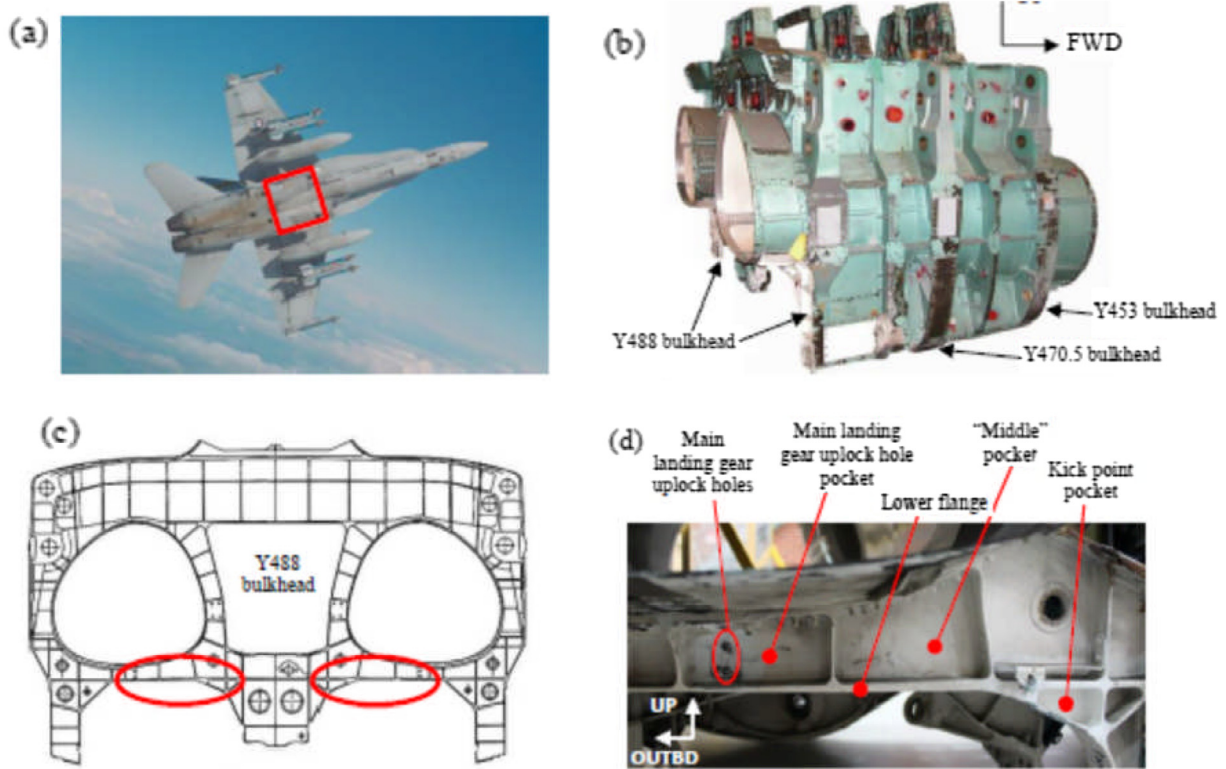 (a)
(b)
FWD
Y488 bulkhead
Y453 bulkhead
Y470.5 bulkhead
(c)
Y488
bulkhead
(d)
Main
landing gear
uplock holes
Main landing
gear uplock hole
pocket
Lower flange
“Middle”
pocket
Kick point
pocket
UP
OUTBD